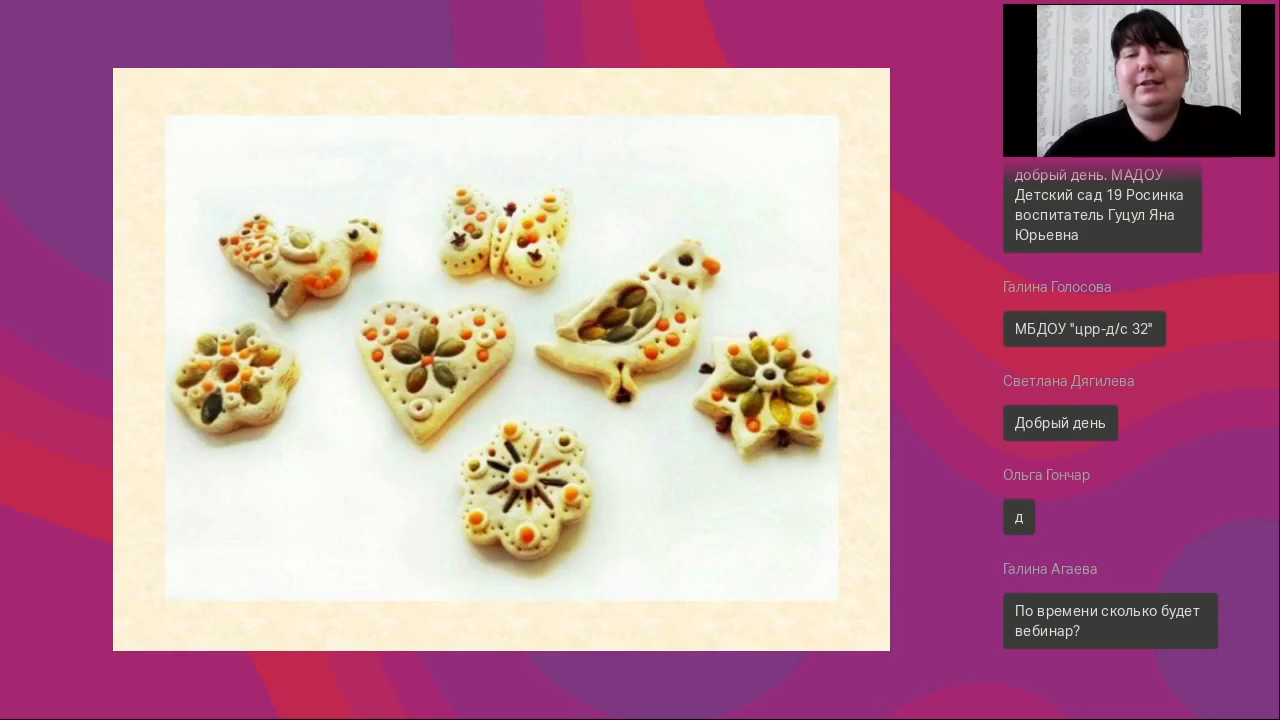 добрый день. МАДОУ
Детский сад 19 Росинка
воспитатель Гуцул Яна
Юрьевна
Галина Голосова
МБДОУ "црр-д/с 32"
Светлана Дягилева
Добрый день
Ольга Гончар
д
Галина Агаева
По времени сколько будет
вебинар?